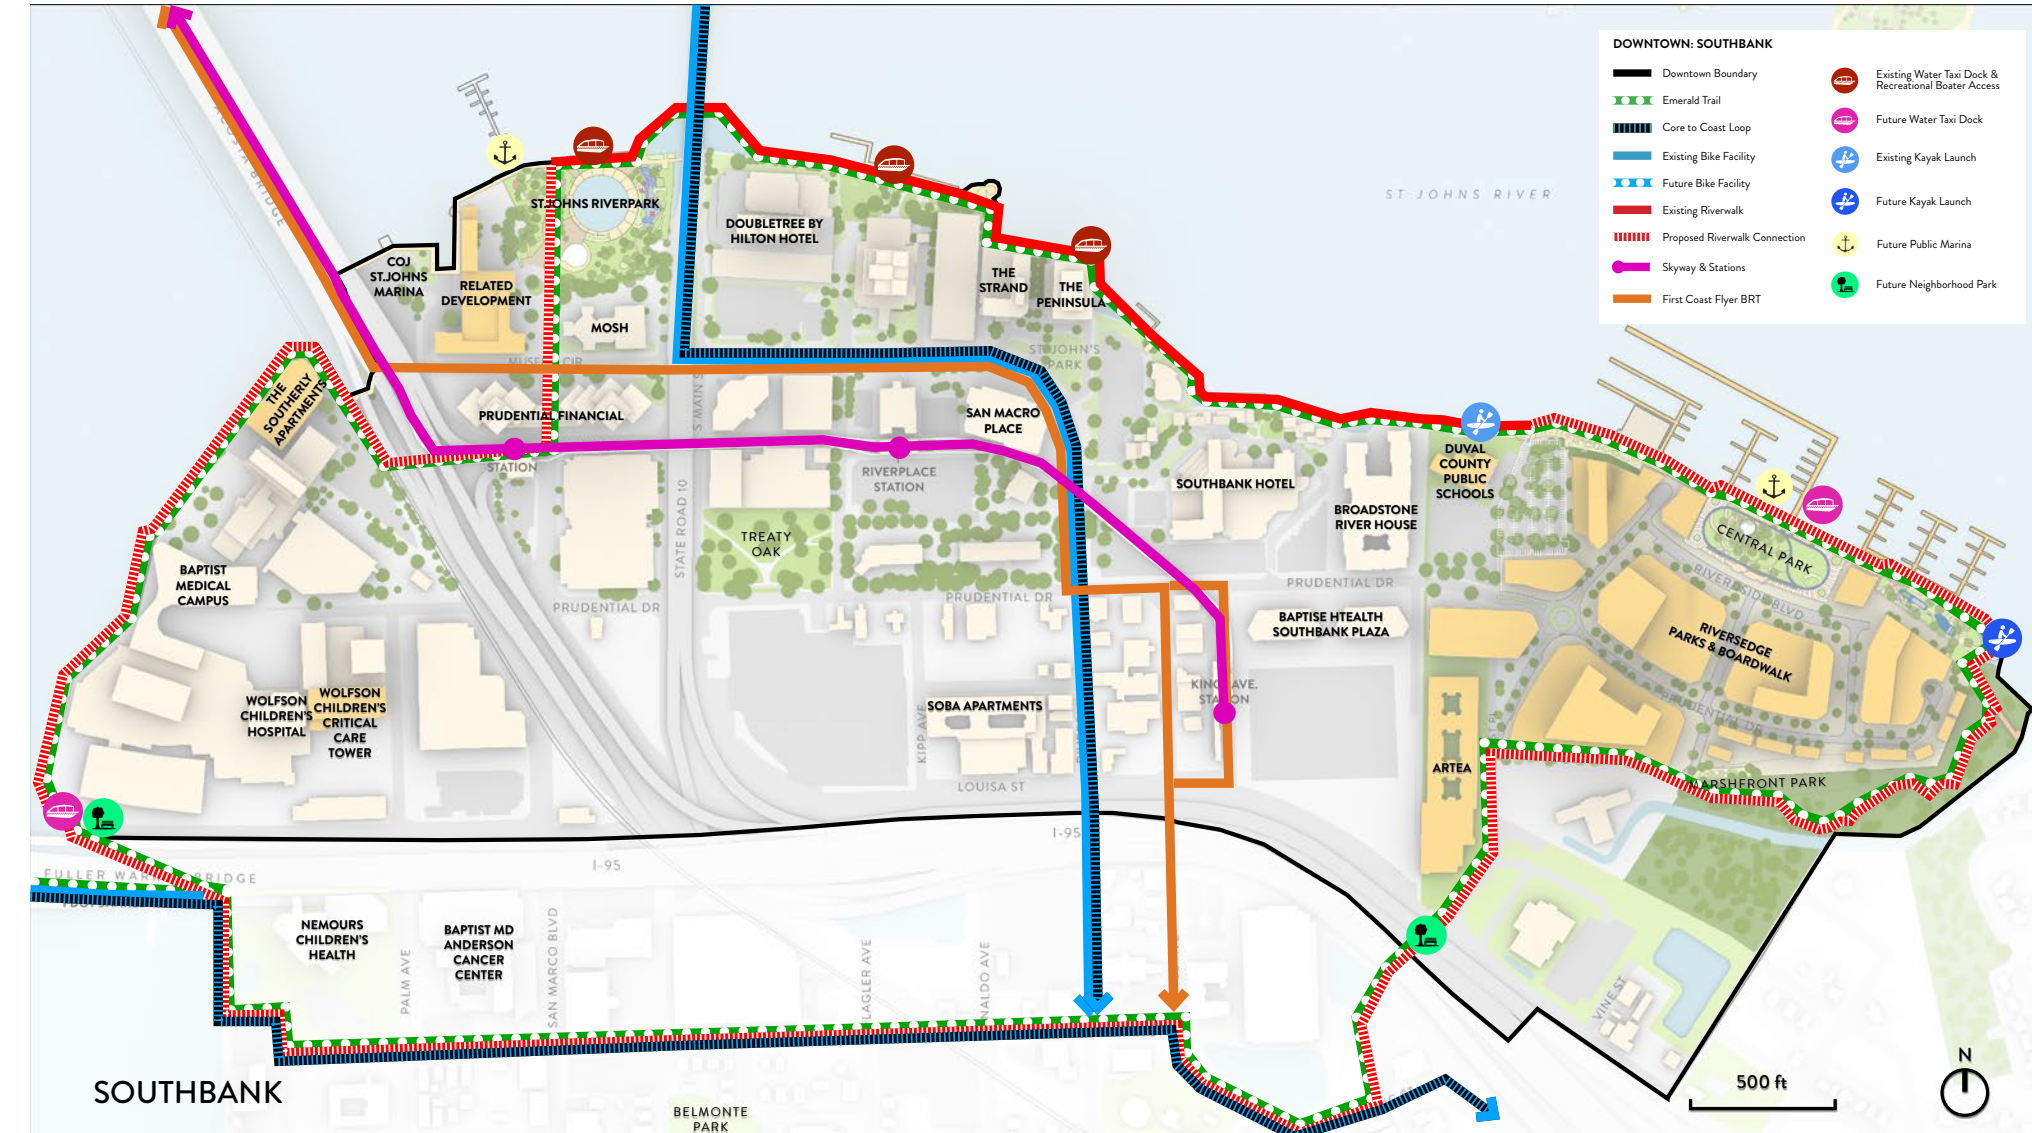 DOWNTOWN: SOUTHBANK
Downtown Boundary
Emerald Trail
Core to Coast Loop
Existing Bike Facility
Future Bike Facility
Existing Riverwalk
Proposed Riverwalk Connection
Skyway & Stations
First Coast Flyer BRT
Existing Water Taxi Dock &
Recreational Boater Access
Future Water Taxi Dock
Existing Kayak Launch
Future Kayak Launch
Future Public Marina
Future Neighborhood Park
ST JOHNS RIVER
ST.JOHNS RIVERPARK
DOUBLETREE BY
HILTON HOTEL
COJ
ST.JOHNS
MARINA
RELATED
DEVELOPMENT
MOSH
THE
STRAND
THE
PENINSULA
ST JOHN'S
PARK
THE
SOUTHERLY
APARTMENTS
PRUDENTIAL FINANCIAL
SAN MACRO
PLACE
STATION
RIVERPLACE
STATION
STATE ROAD 10
TREATY
OAK
SOUTHBANK HOTEL
BROADSTONE
RIVER HOUSE
DUVAL
COUNTY
PUBLIC
SCHOOLS
CENTRAL PARK
RIVERSIDE BLVD
RIVERSEDGE
PARKS & BOARDWALK
PRUDENTIAL DR
PRUDENTIAL DR
PRUDENTIAL DR
PRUDENTIAL DR
BAPTIST
MEDICAL
CAMPUS
BAPTISE HTEALTH
SOUTHBANK PLAZA
WOLFSON
CHILDREN'S
HOSPITAL
WOLFSON
CHILDREN'S
CRITICAL
CARE
TOWER
SOBA APARTMENTS
KIPP AVE
LOUISA ST
ARTEA
MARSHFRONT PARK
I-95
I-95
NEMOURS
CHILDREN'S
HEALTH
BAPTIST MD
ANDERSON
CANCER
CENTER
PALM AVE
SAN MARCO BLVD
VINE ST
SOUTHBANK
BELMONTE
PARK
500 ft
N